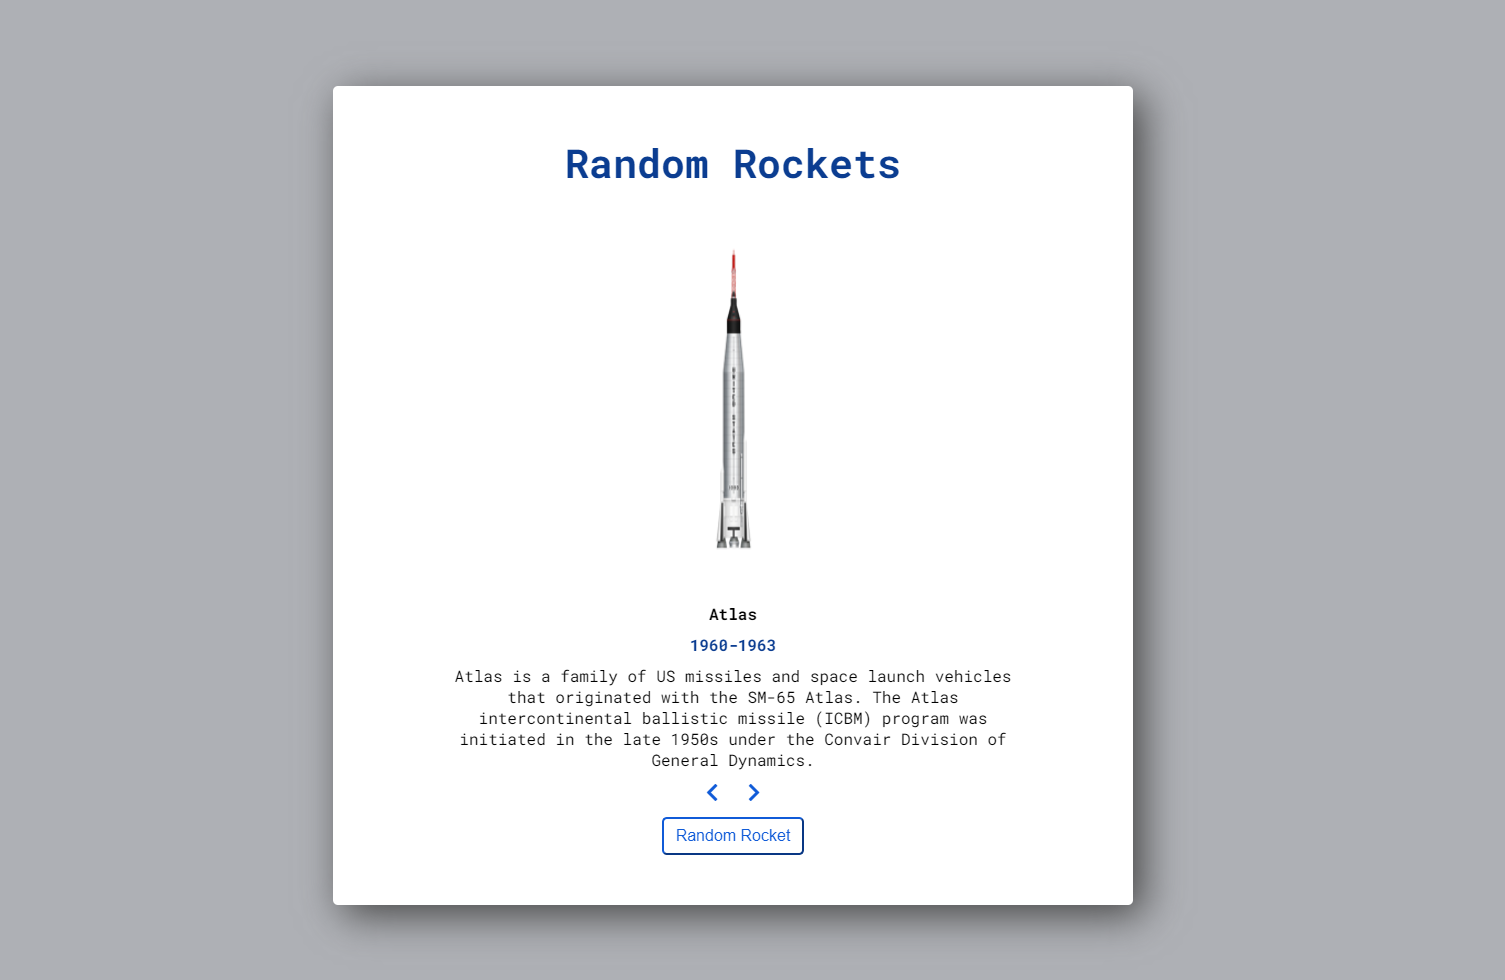 Random Rockets
UNITED STATES
Atlas
1960-1963
Atlas is a family of US missiles and space launch vehicles
that originated with the SM-65 Atlas. The Atlas
intercontinental ballistic missile (ICBM) program was
initiated in the late 1950s under the Convair Division of
General Dynamics.
Random Rocket